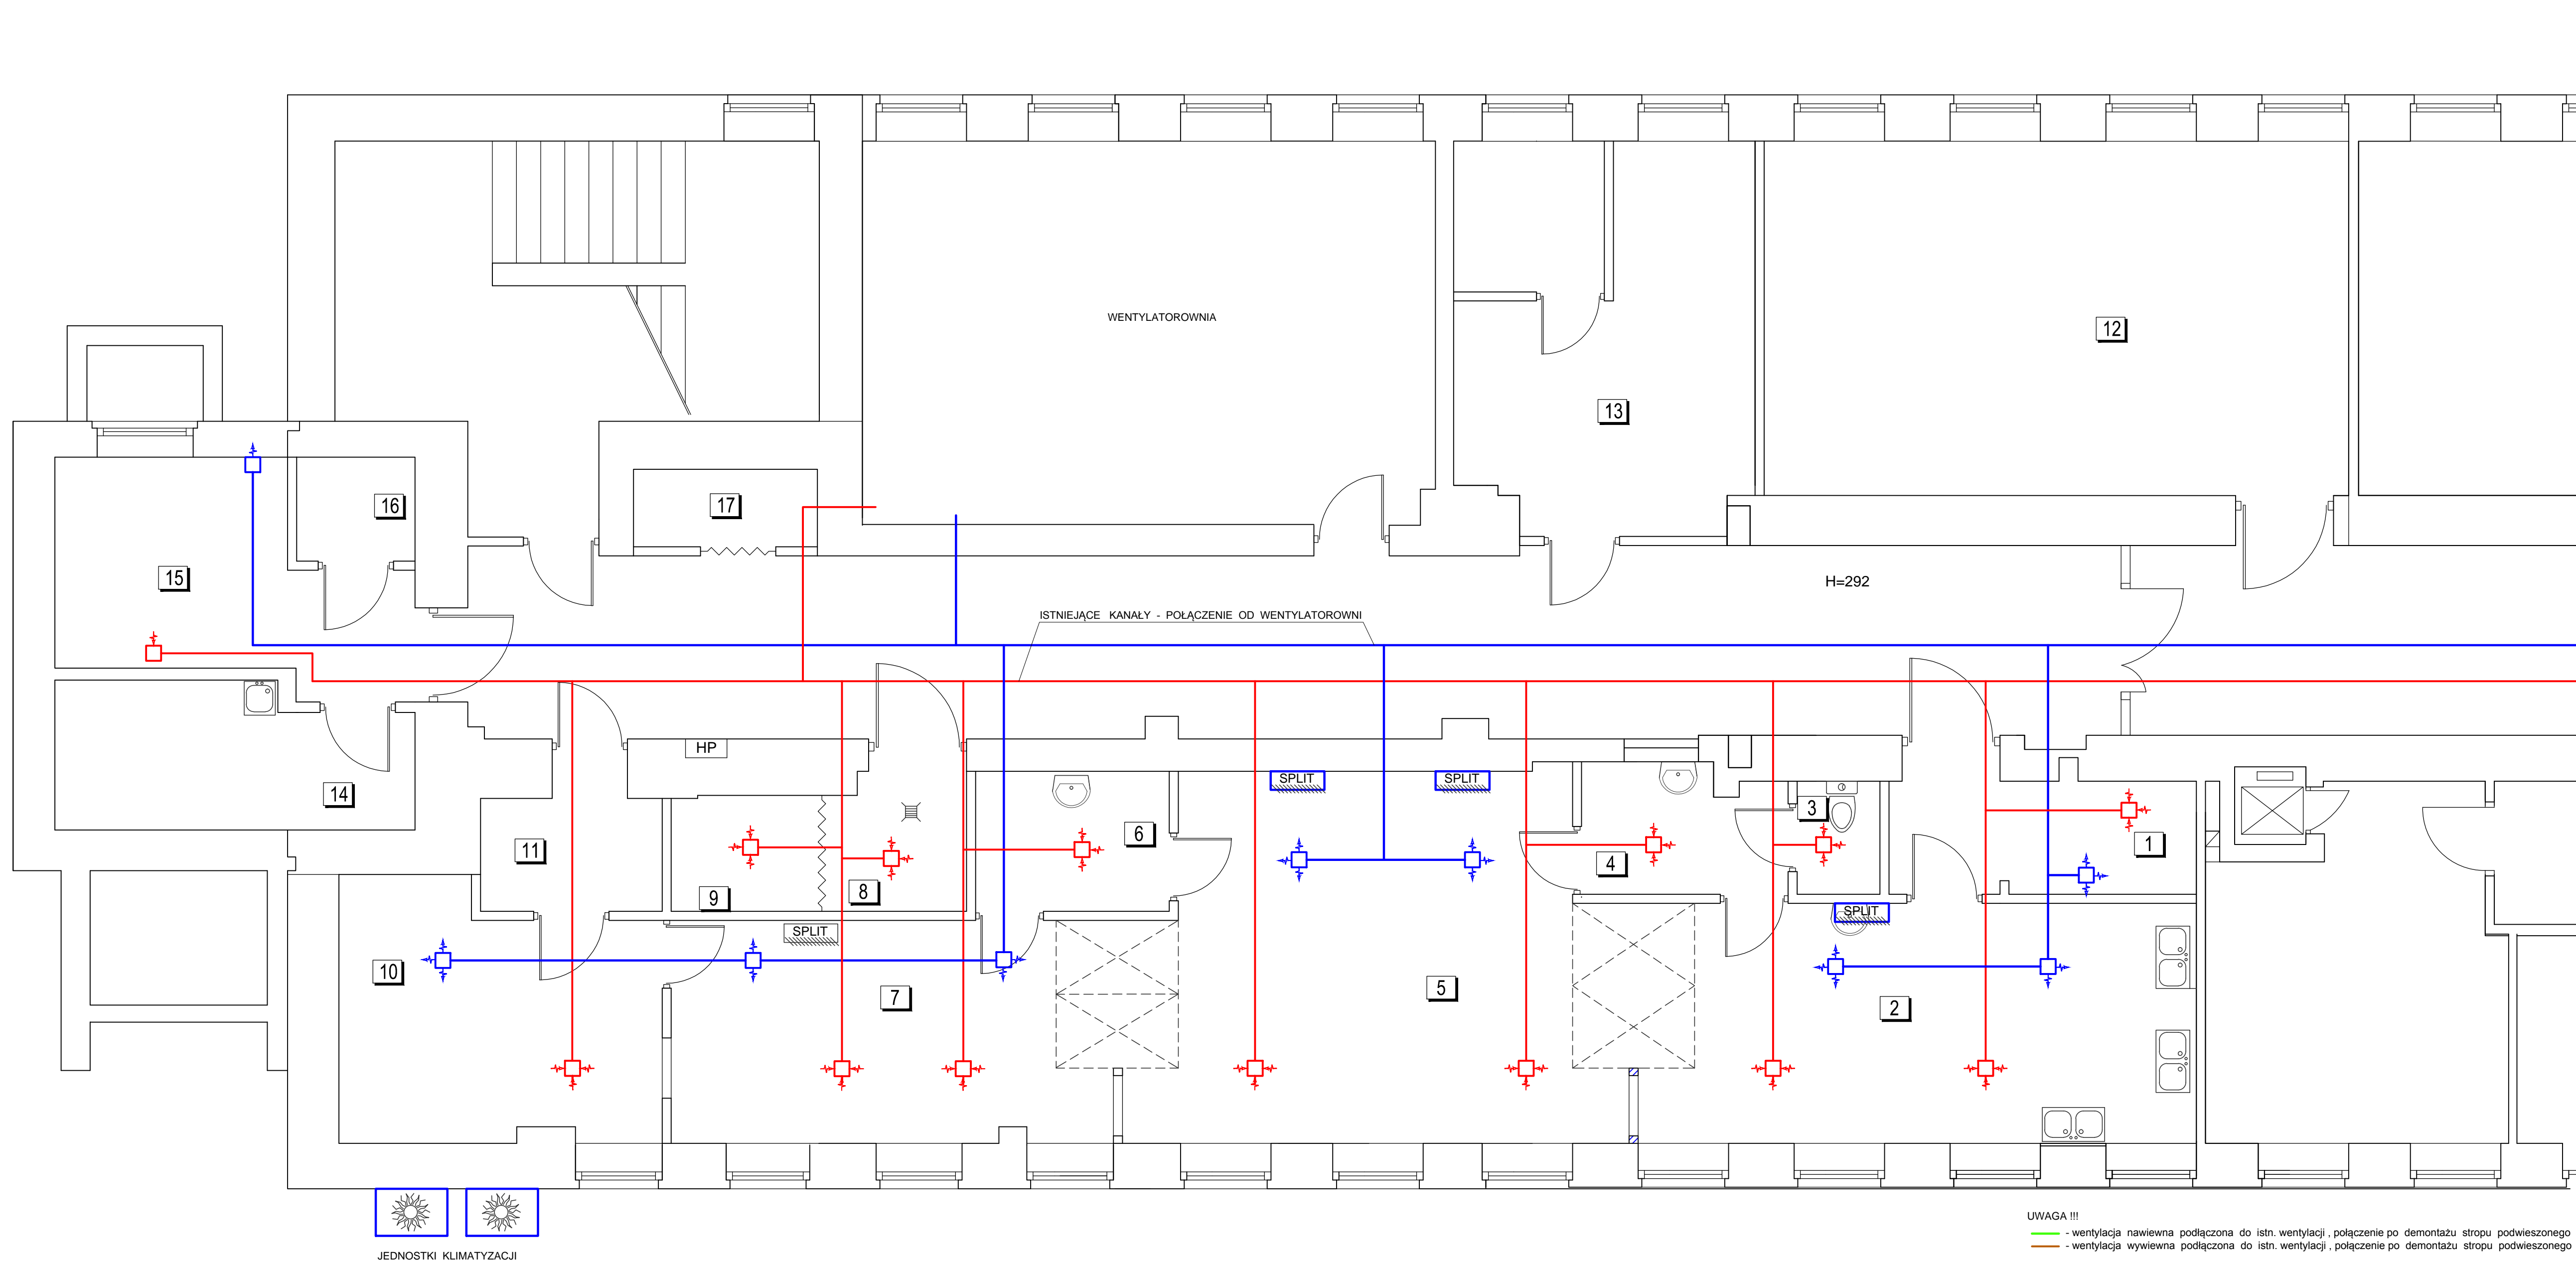 WENTYLATOROWNIA
12
13
16
17
15
H=292
ISTNIEJĄCE KANAŁY - POŁĄCZENIE OD WENTYLATOROWNI
HP
SPLIT
SPLIT
14
3
6
1
11
4
9
8
SPLIT
SPLIT
10
7
5
2
UWAGA !!!
- wentylacja nawiewna podłączona do istn. wentylacji , połączenie po demontażu stropu podwieszonego
- wentylacja wywiewna podłączona do istn. wentylacji , połączenie po demontażu stropu podwieszonego
JEDNOSTKI KLIMATYZACJI